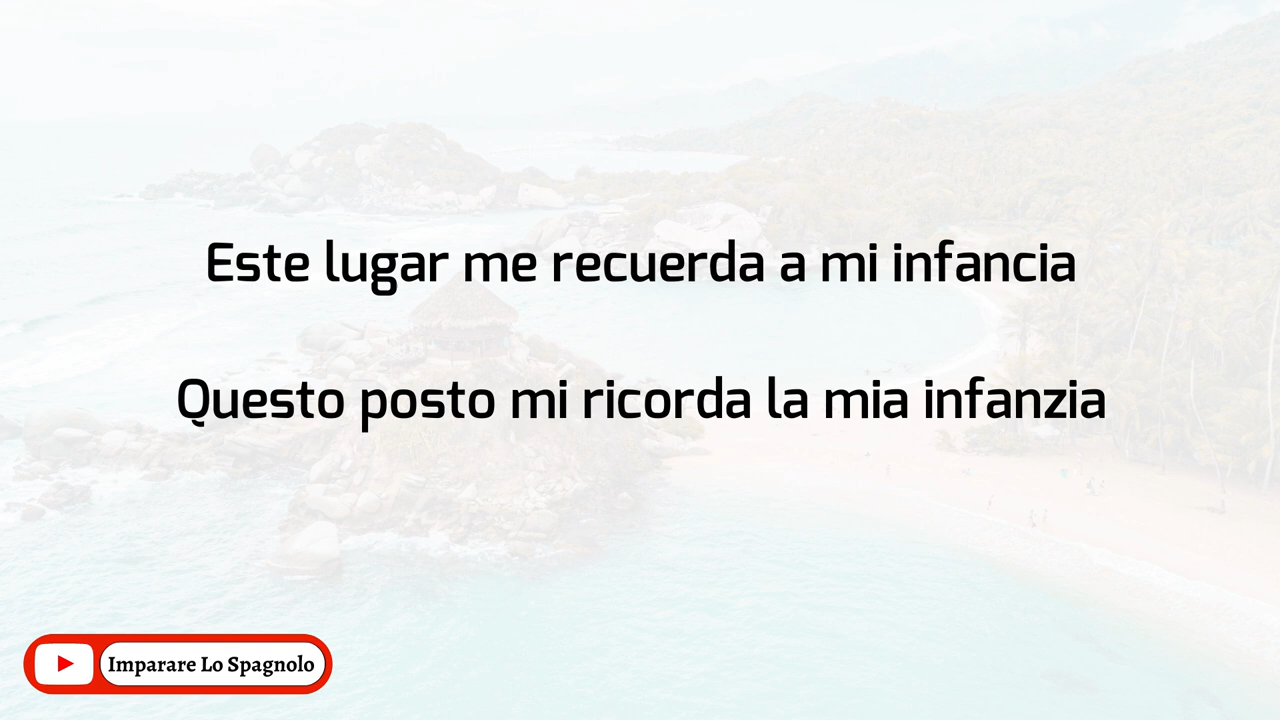 Este lugar me recuerda a mi infancia
Questo posto mi ricorda la mia infanzia
Imparare Lo Spagnolo